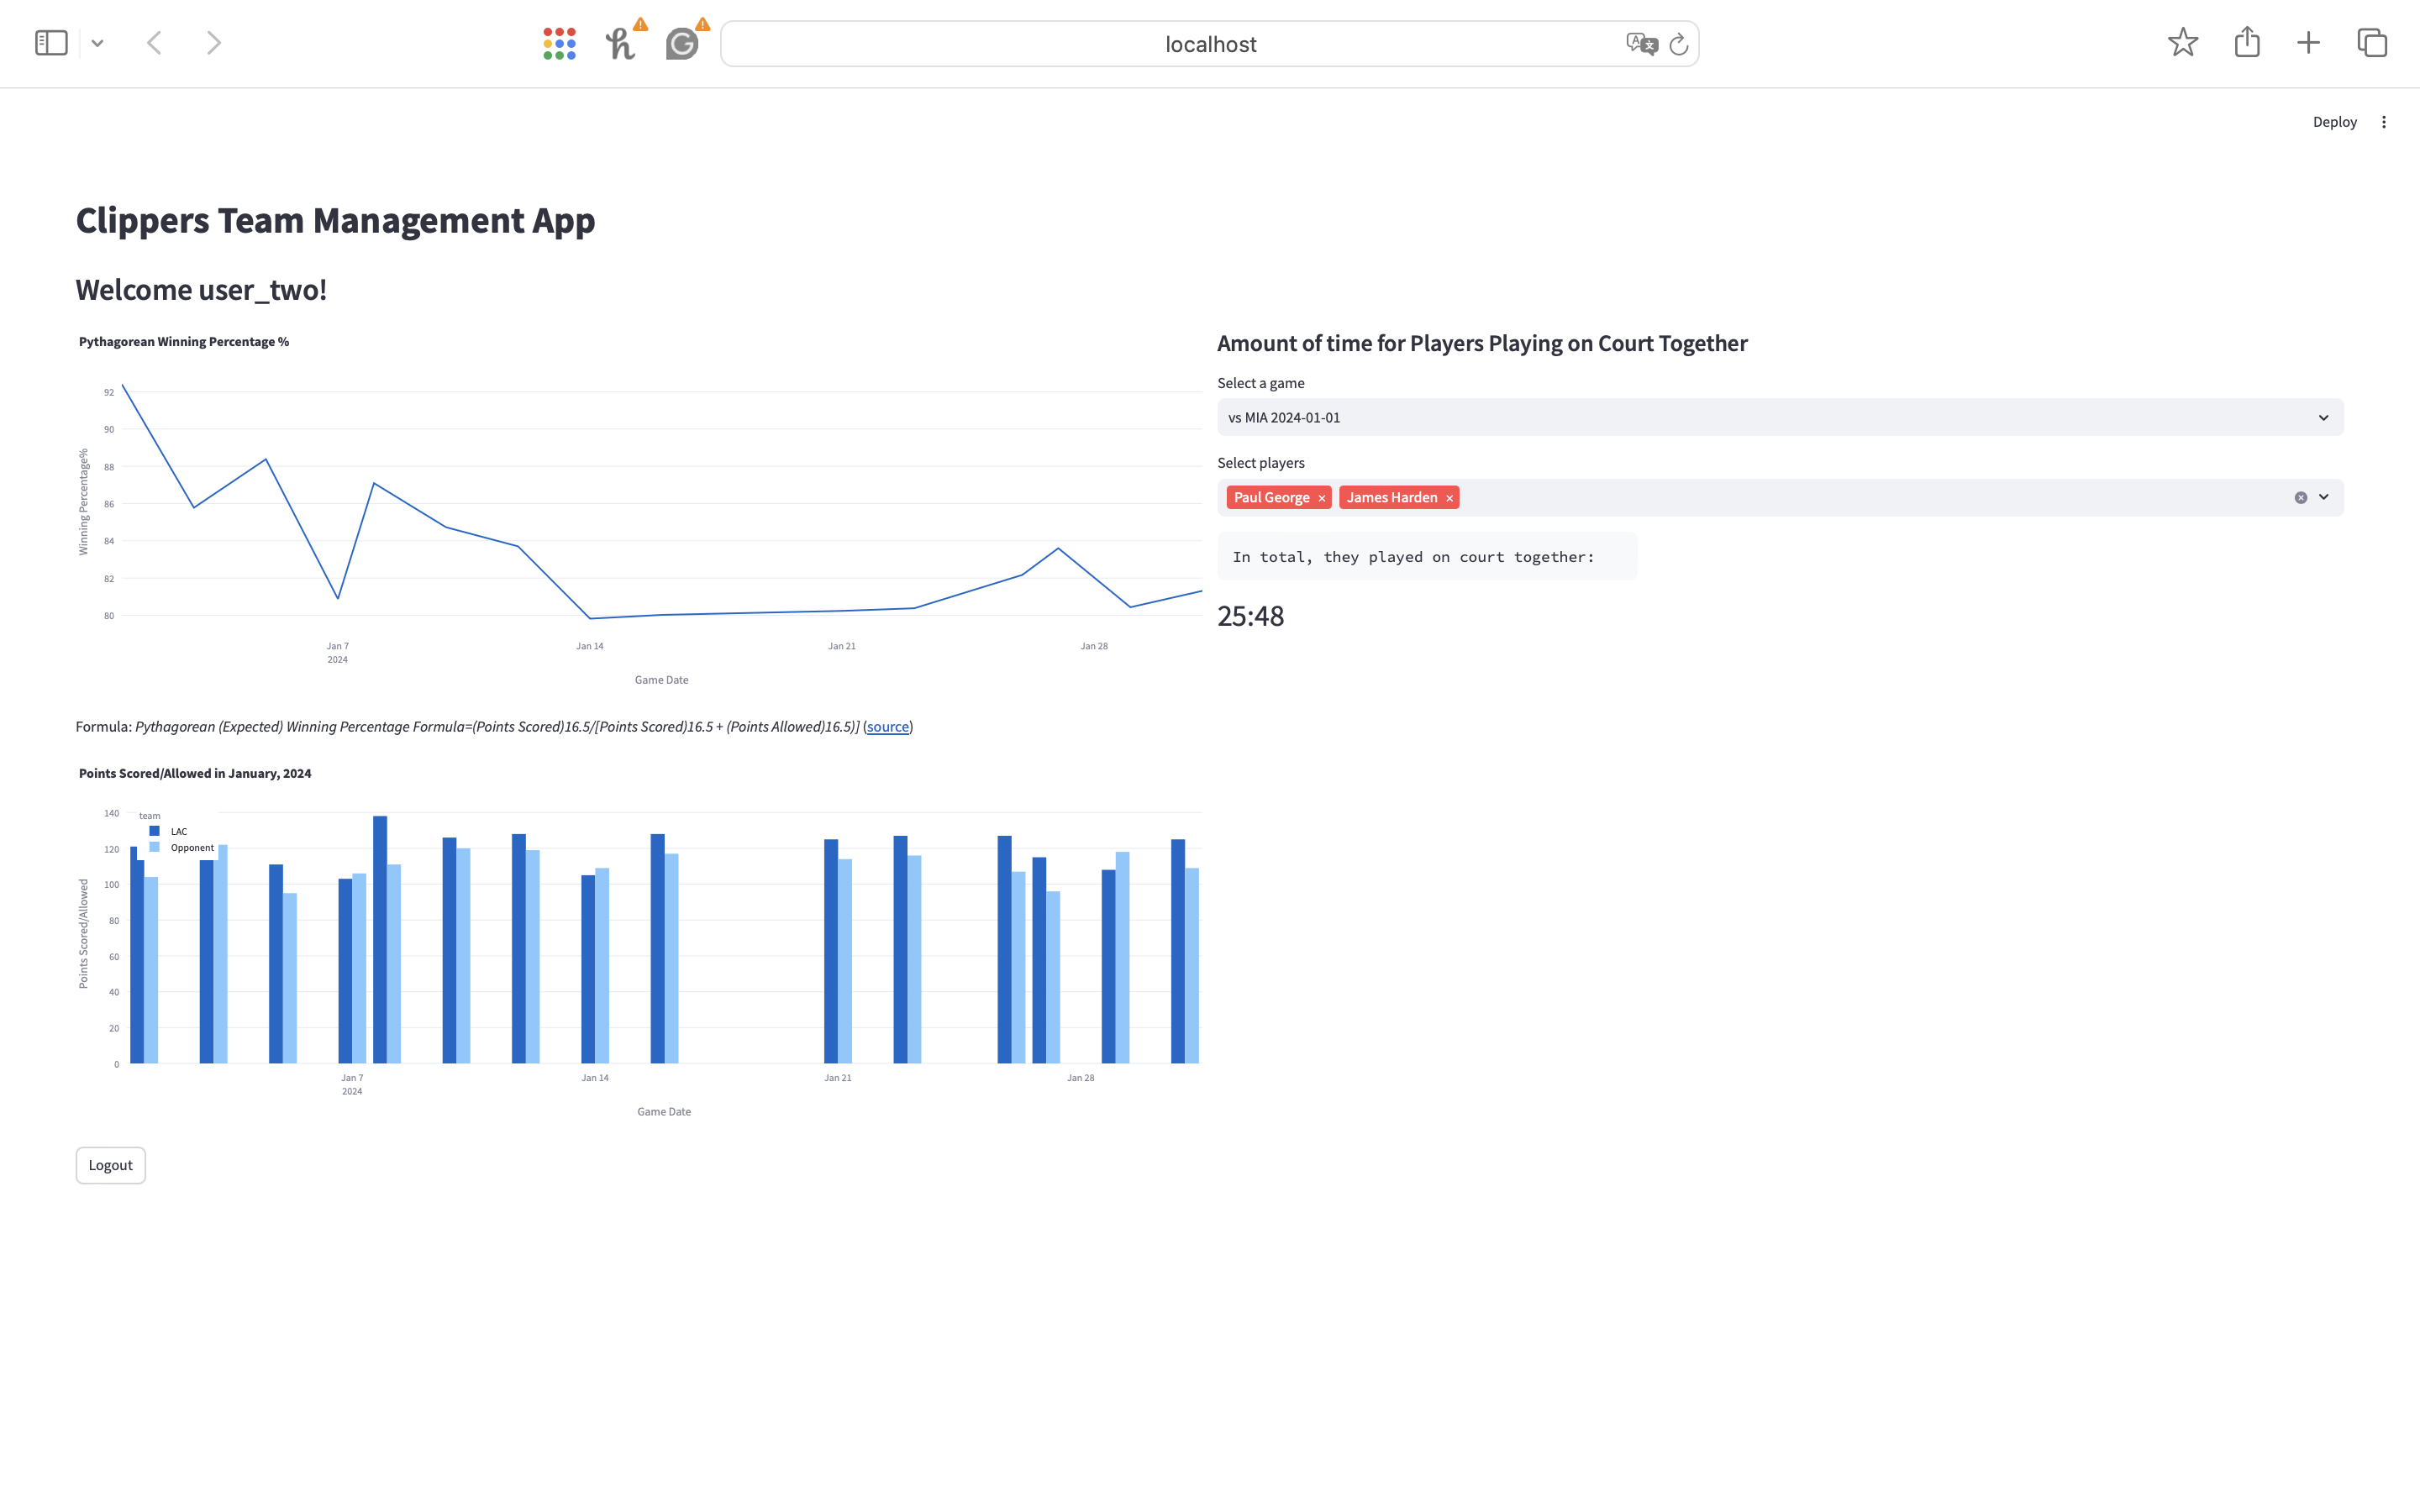 localhost
Deploy
Clippers Team Management App
Welcome user_two!
Pythagorean Winning Percentage %
92
90
88
86
84
82
80
Winning Percentage%
Jan 7
2024
Jan 14
Jan 21
Jan 28
Game Date
Formula: Pythagorean (Expected) Winning Percentage Formula=(Points Scored)16.5/[Points Scored)16.5 + (Points Allowed)16.5)] (source)
Points Scored/Allowed in January, 2024
140
120
100
80
60
40
20
0
Points Scored/Allowed
team
LAC
Opponent
Jan 7
2024
Jan 14
Jan 21
Jan 28
Game Date
Logout
Amount of time for Players Playing on Court Together
Select a game
vs MIA 2024-01-01
Select players
Paul George ×
James Harden ×
In total, they played on court together:
25:48